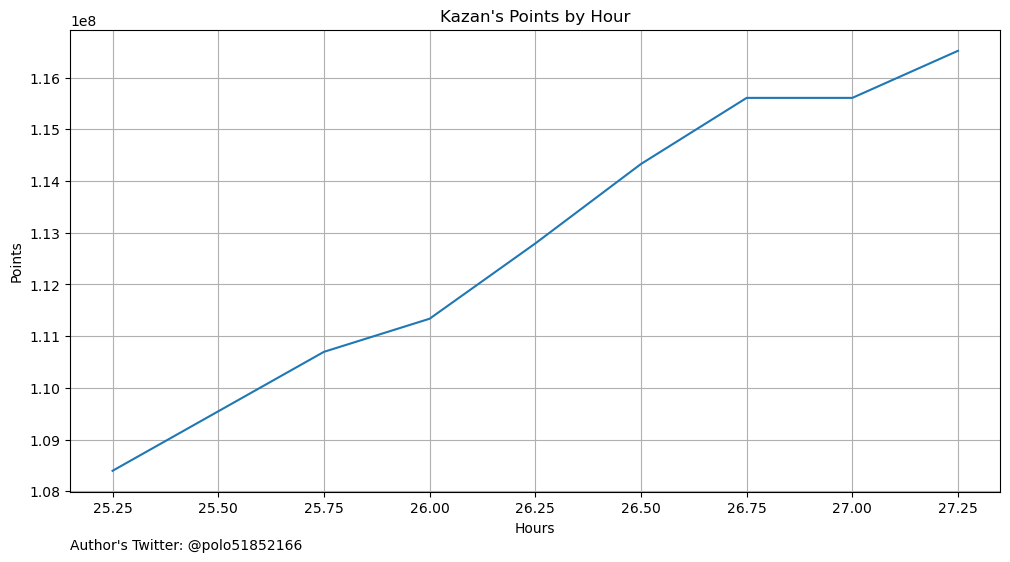 Kazan's Points by Hour
1e8
1.16
1.15
1.14
1.13
1.12
1.11
1.10
1.09
1.08
Points
25.25 25.50 25.75 26.00 26.25 26.50 26.75 27.00 27.25
Hours
Author's Twitter: @polo51852166